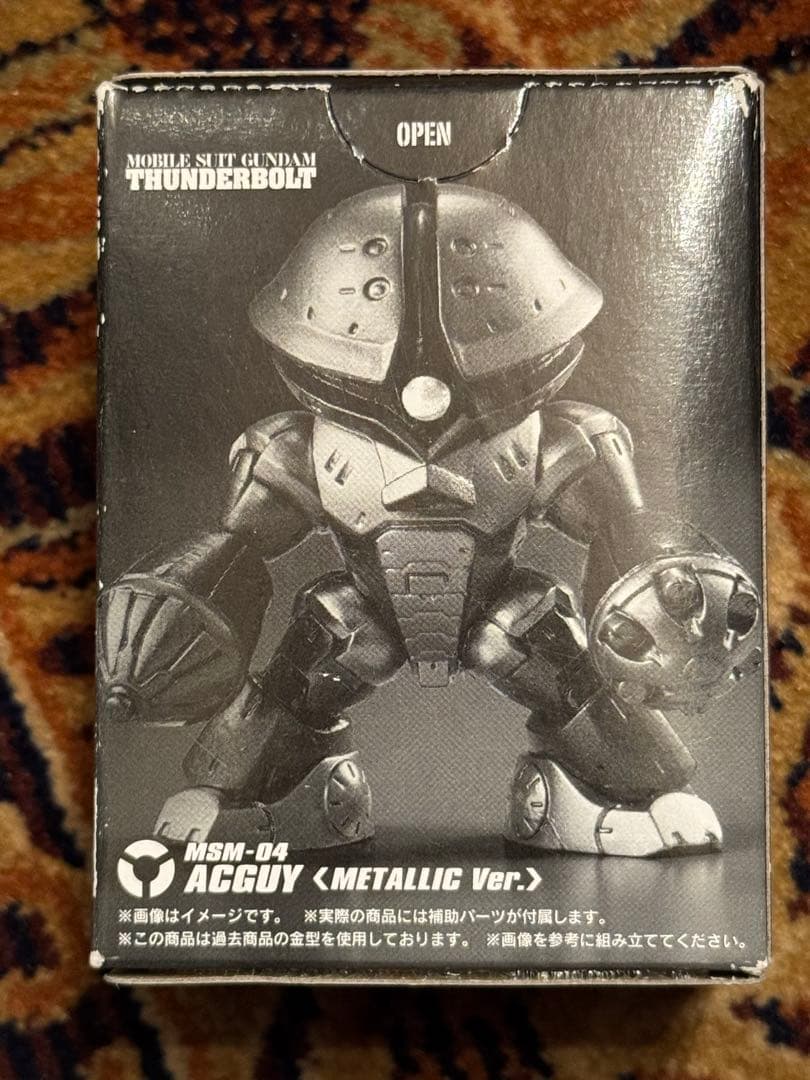 OPEN
MOBILE SUIT GUNDAM
THUNDERBOLT
MSM-04
ACGUY〈METALLIC Ver.〉
※画像はイメージです。 ※実際の商品には補助パーツが付属します。
※この商品は過去商品の金型を使用しております。 ※画像を参考に組み立ててください。